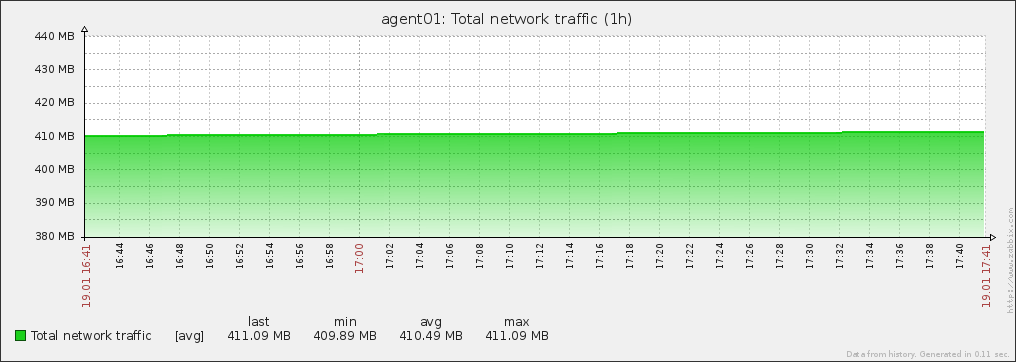 agent01: Total network traffic (1h)
440 MB
430 MB
420 MB
410 MB
400 MB
390 MB
380 MB
19.01 16:41
16:44
16:46
16:48
16:50
16:52
16:54
16:56
16:58
17:00
17:02
17:04
17:06
17:08
17:10
17:12
17:14
17:16
17:18
17:20
17:22
17:24
17:26
17:28
17:30
17:32
17:34
17:36
17:38
17:40
19.01 17:41
http://www.zabbix.com
last min avg max
Total network traffic [avg] 411.09 MB 409.89 MB 410.49 MB 411.09 MB
Data from history. Generated in 0.11 sec.